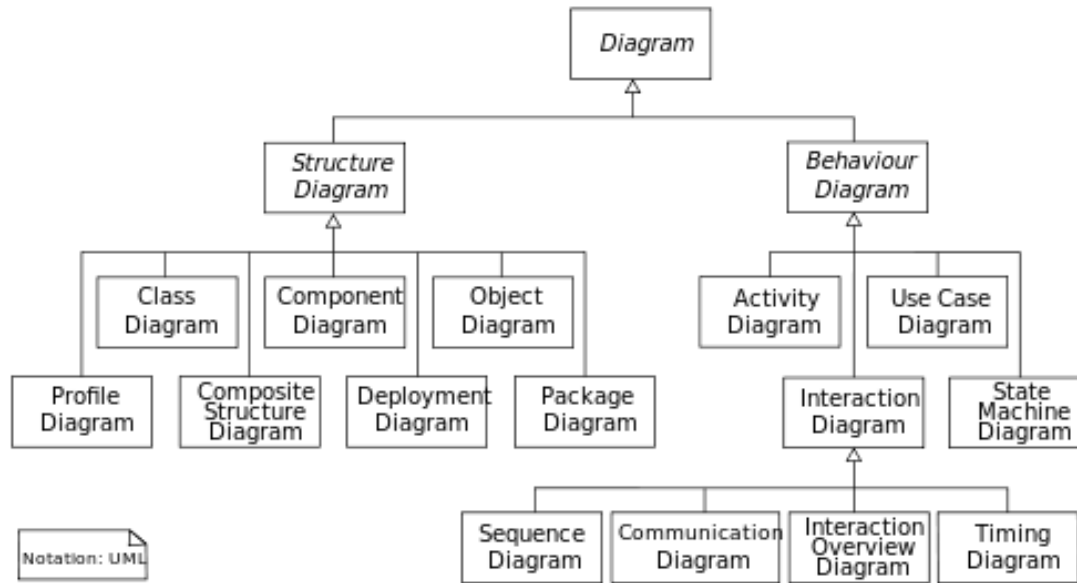 Diagram
Structure
Diagram
Behaviour
Diagram
Class
Diagram
Component
Diagram
Object
Diagram
Activity
Diagram
Use Case
Diagram
Profile
Diagram
Composite
Structure
Diagram
Deployment
Diagram
Package
Diagram
Interaction
Diagram
State
Machine
Diagram
Sequence
Diagram
Communication
Diagram
Interaction
Overview
Diagram
Timing
Diagram
Notation: UML